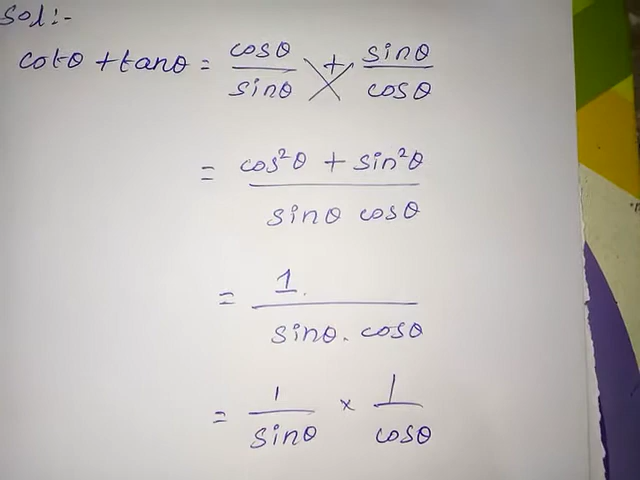 Sol:-
cotθ + tanθ = cosθ/sinθ + sinθ/cosθ
= cos²θ + sin²θ / sinθ cosθ
= 1. / sinθ . cosθ
= 1/sinθ × 1/cosθ